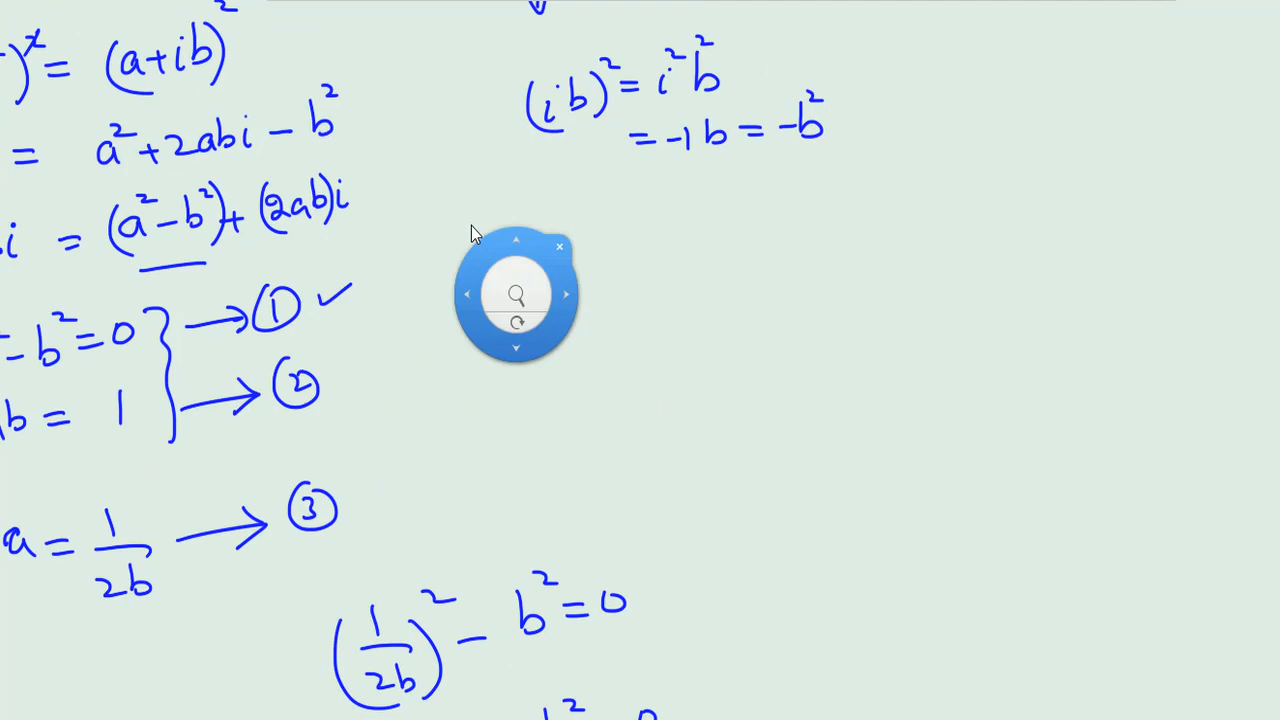 )² = (a+ib)²
(ib)² = i²b²
= a²+2abi - b²
= -1 b = -b²
i = (a²-b²)+(2ab)i
- b² = 0 → ① ✓
b = 1 → ②
a = 1/2b → ③
(1/2b)² - b² = 0